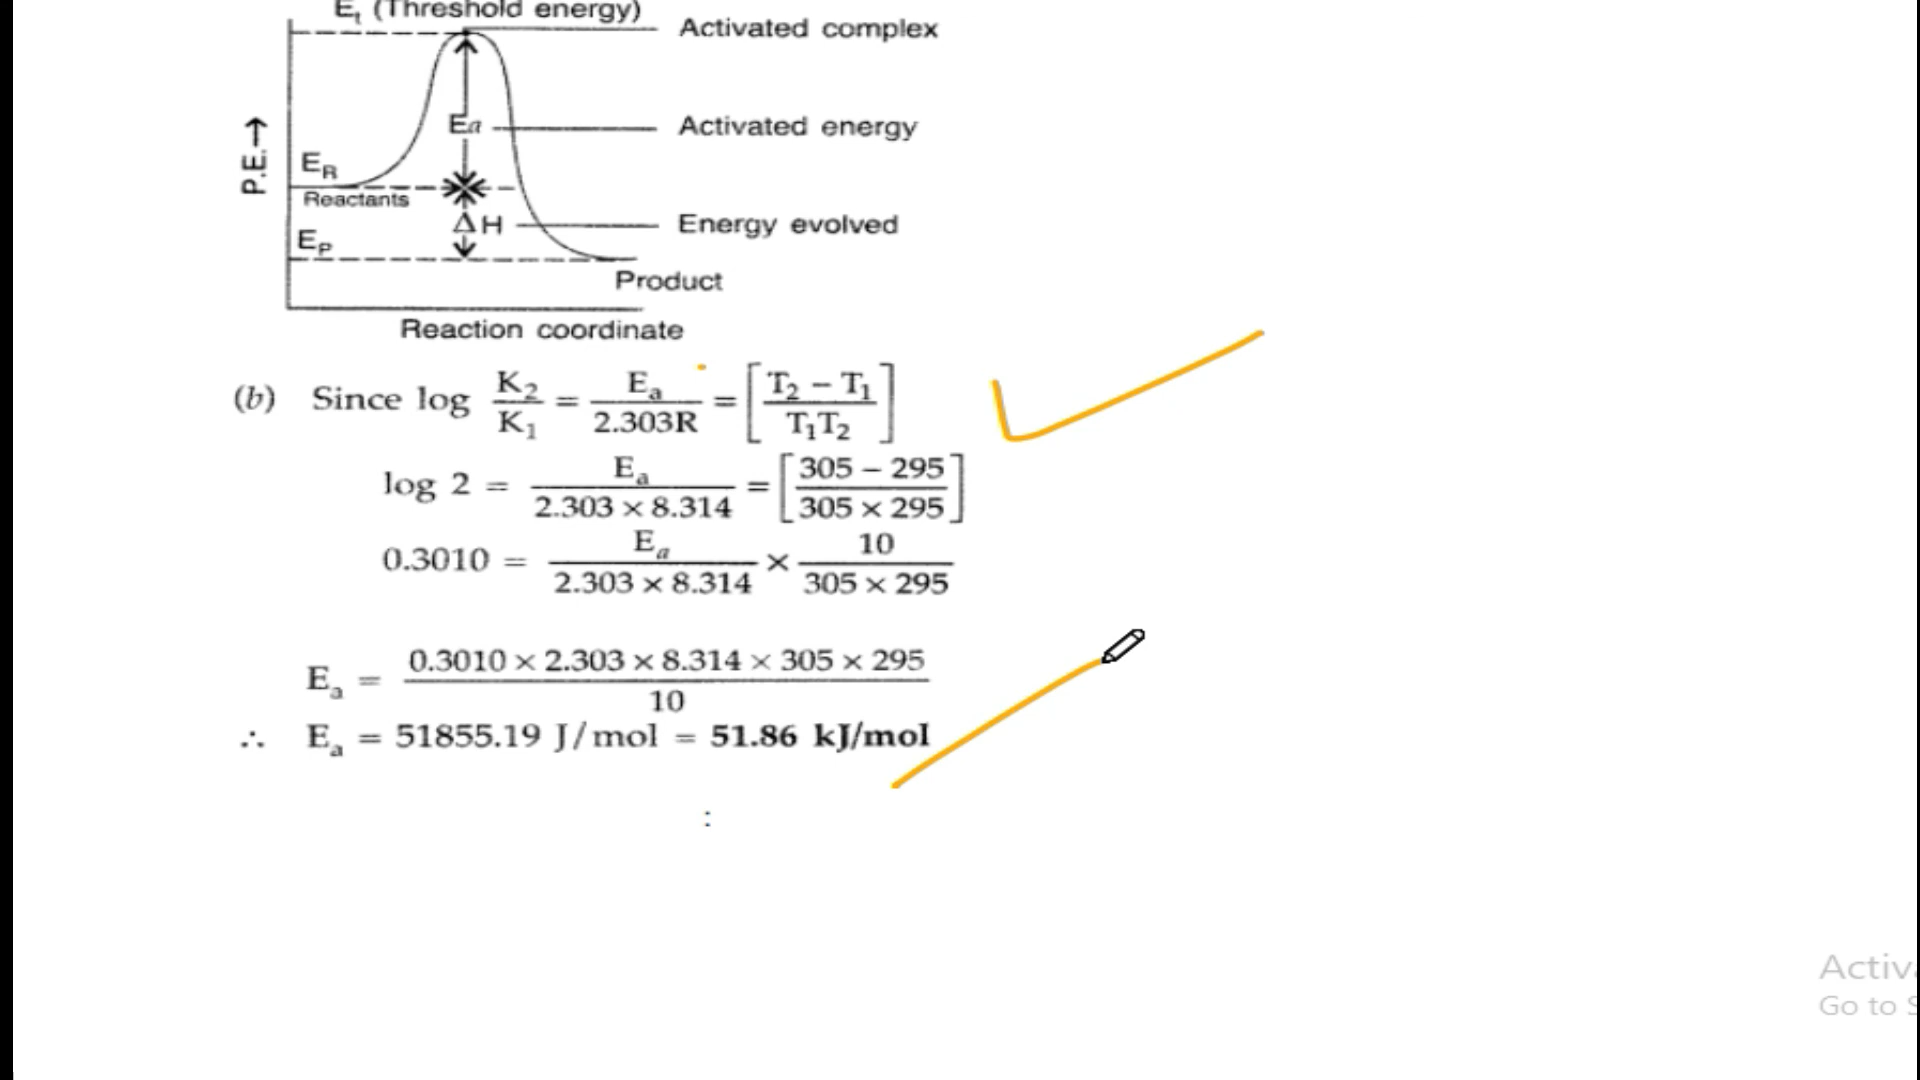 Et (Threshold energy)
Activated complex
Ea
Activated energy
P.E.→
ER
Reactants
ΔH
Energy evolved
EP
Product
Reaction coordinate
(b) Since log K2/K1 = Ea/2.303R = [T2 – T1/T1T2]
log 2 = Ea/2.303 × 8.314 = [305 – 295/305 × 295]
0.3010 = Ea/2.303 × 8.314 × 10/305 × 295
Ea = 0.3010 × 2.303 × 8.314 × 305 × 295/10
∴ Ea = 51855.19 J/mol = 51.86 kJ/mol
:
Go to